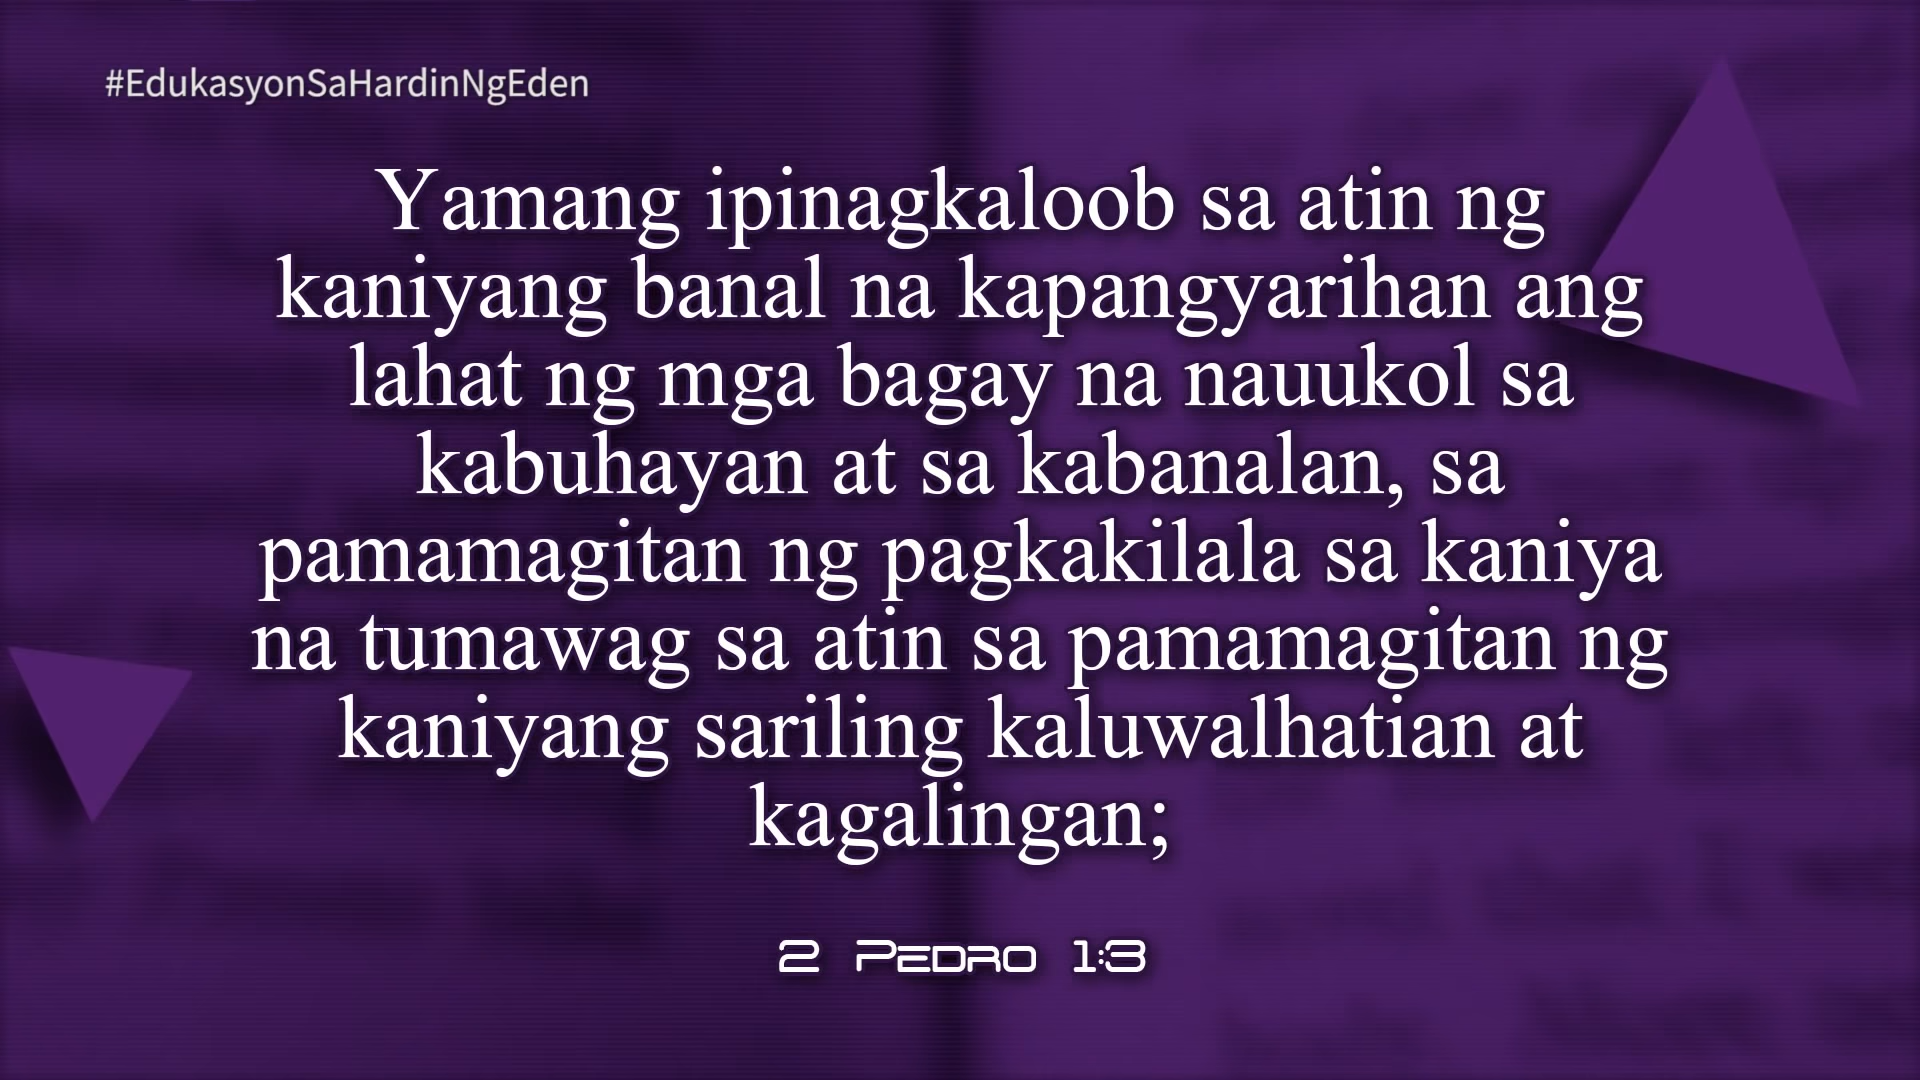 #EdukasyonSaHardinNgEden
Yamang ipinagkaloob sa atin ng
kaniyang banal na kapangyarihan ang
lahat ng mga bagay na nauukol sa
kabuhayan at sa kabanalan, sa
pamamagitan ng pagkakilala sa kaniya
na tumawag sa atin sa pamamagitan ng
kaniyang sariling kaluwalhatian at
kagalingan;
2 Pedro 1:3